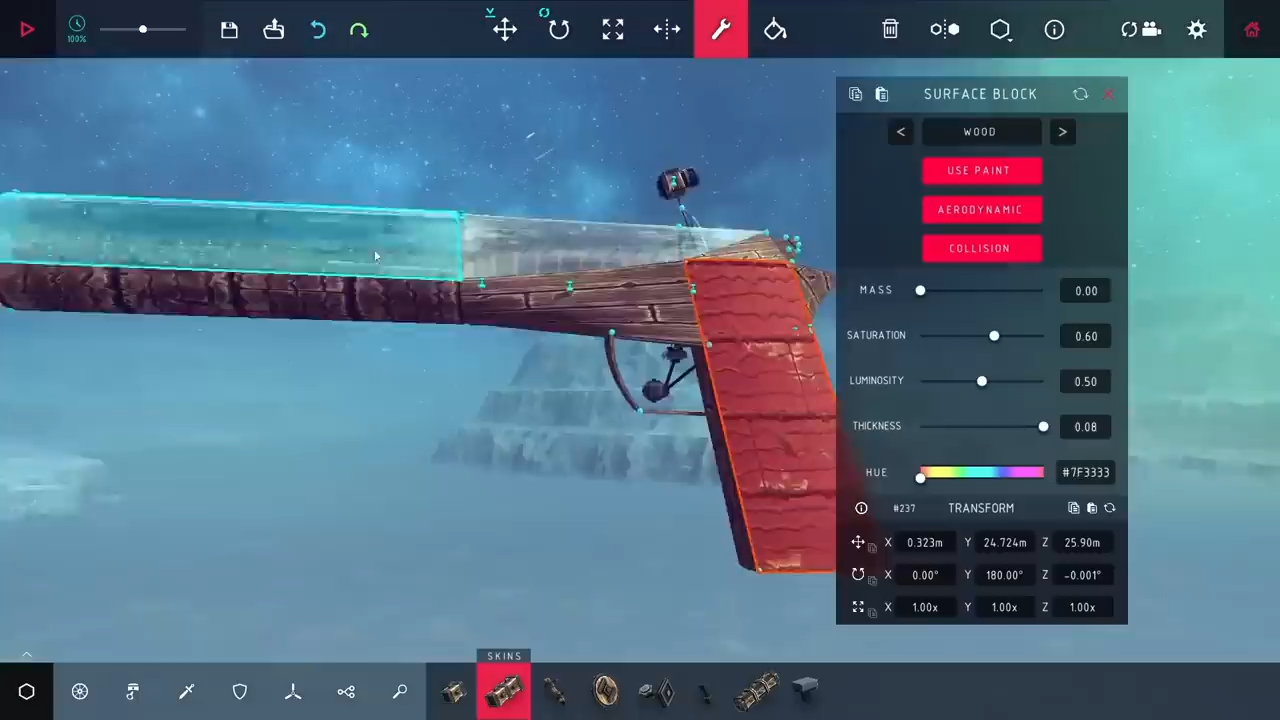 100%
SURFACE BLOCK
< WOOD >
USE PAINT
AERODYNAMIC
COLLISION
MASS 0.00
SATURATION 0.60
LUMINOSITY 0.50
THICKNESS 0.08
HUE #7F3333
#237 TRANSFORM
X 0.323m Y 24.724m Z 25.90m
X 0.00° Y 180.00° Z -0.001°
X 1.00x Y 1.00x Z 1.00x
SKINS